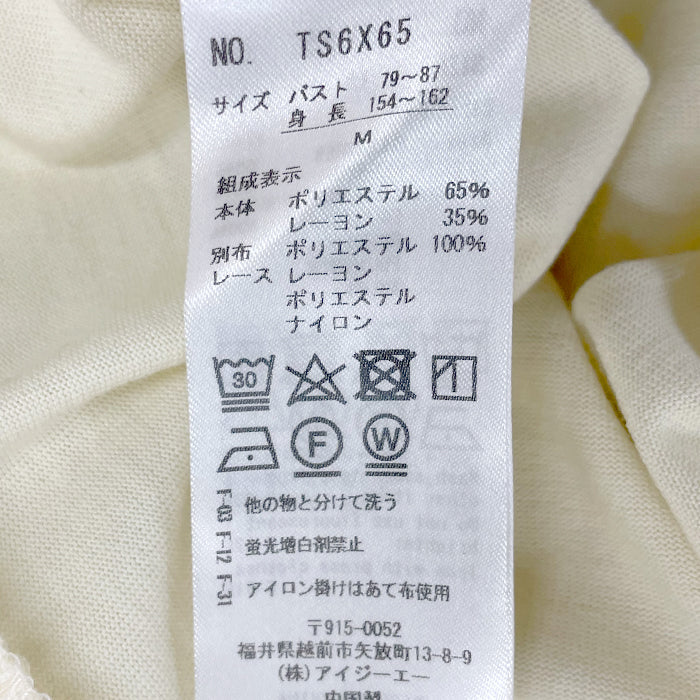 NO. TS6X65
サイズ バスト 79～87
身長 154～162
M
組成表示
本体 ポリエステル 65%
レーヨン 35%
別布 ポリエステル 100%
レース レーヨン
ポリエステル
ナイロン
30
F W
F-03 F-12 F-31
他の物と分けて洗う
蛍光増白剤禁止
アイロン掛けはあて布使用
〒915-0052
福井県越前市矢放町13-8-9
(株)アイジーエー
中国製